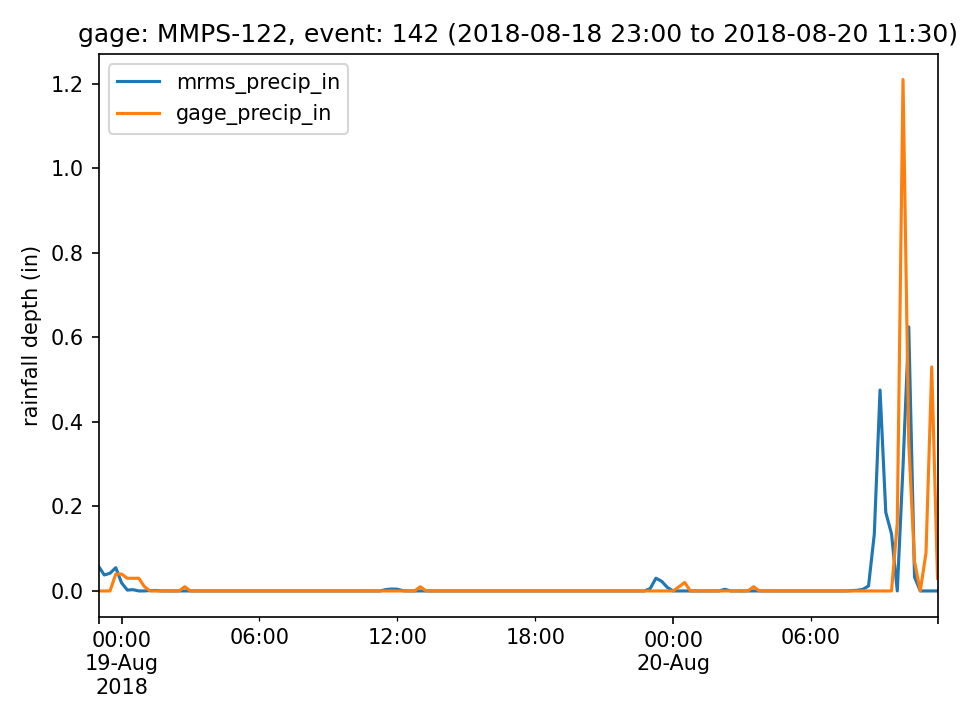 gage: MMPS-122, event: 142 (2018-08-18 23:00 to 2018-08-20 11:30)
mrms_precip_in
gage_precip_in
rainfall depth (in)
1.2
1.0
0.8
0.6
0.4
0.2
0.0
00:00
19-Aug
2018
06:00
12:00
18:00
00:00
20-Aug
06:00